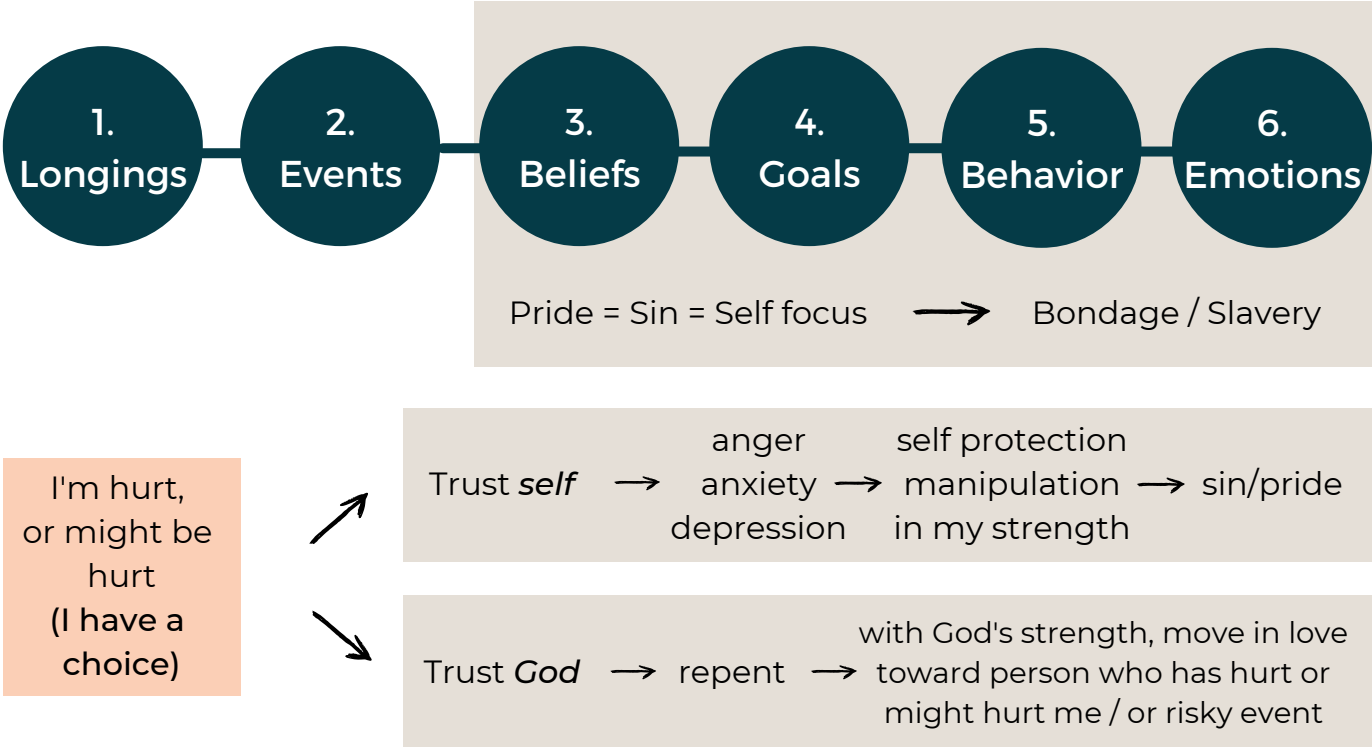 1.
Longings
2.
Events
3.
Beliefs
4.
Goals
5.
Behavior
6.
Emotions
Pride = Sin = Self focus
Bondage / Slavery
I'm hurt,
or might be
hurt
(I have a
choice)
Trust self
anger
anxiety
depression
self protection
manipulation
in my strength
sin/pride
Trust God
repent
with God's strength, move in love
toward person who has hurt or
might hurt me / or risky event